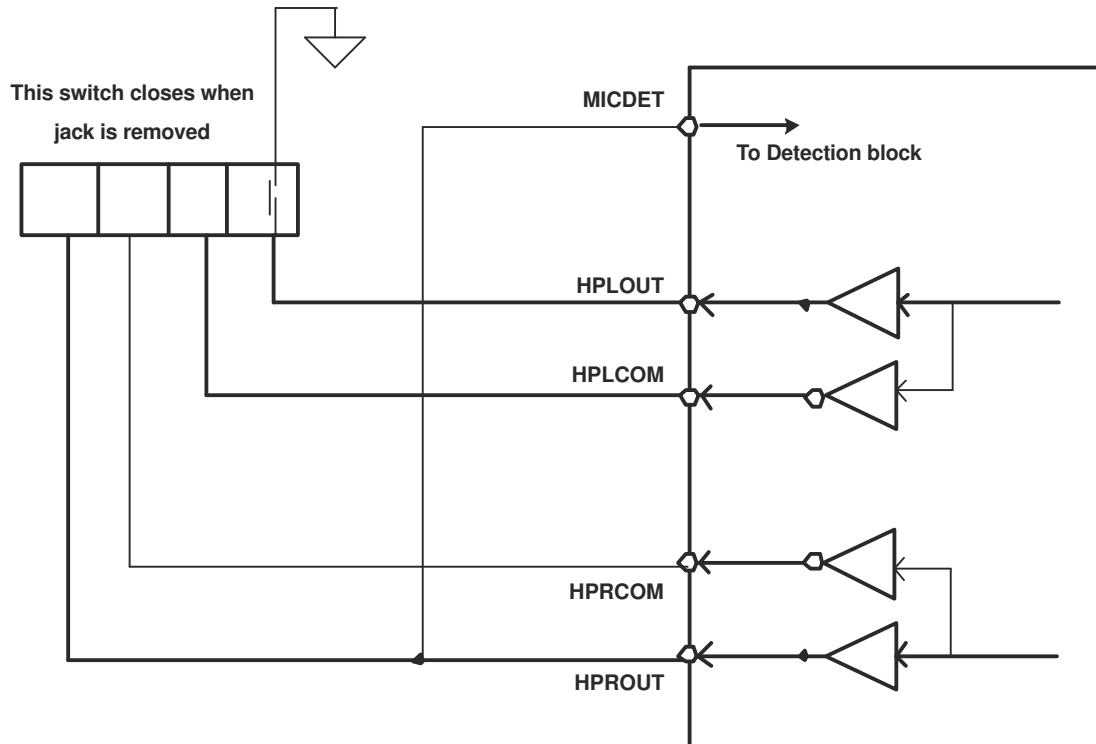 This switch closes when
jack is removed
MICDET
To Detection block
HPLOUT
HPLCOM
HPRCOM
HPROUT